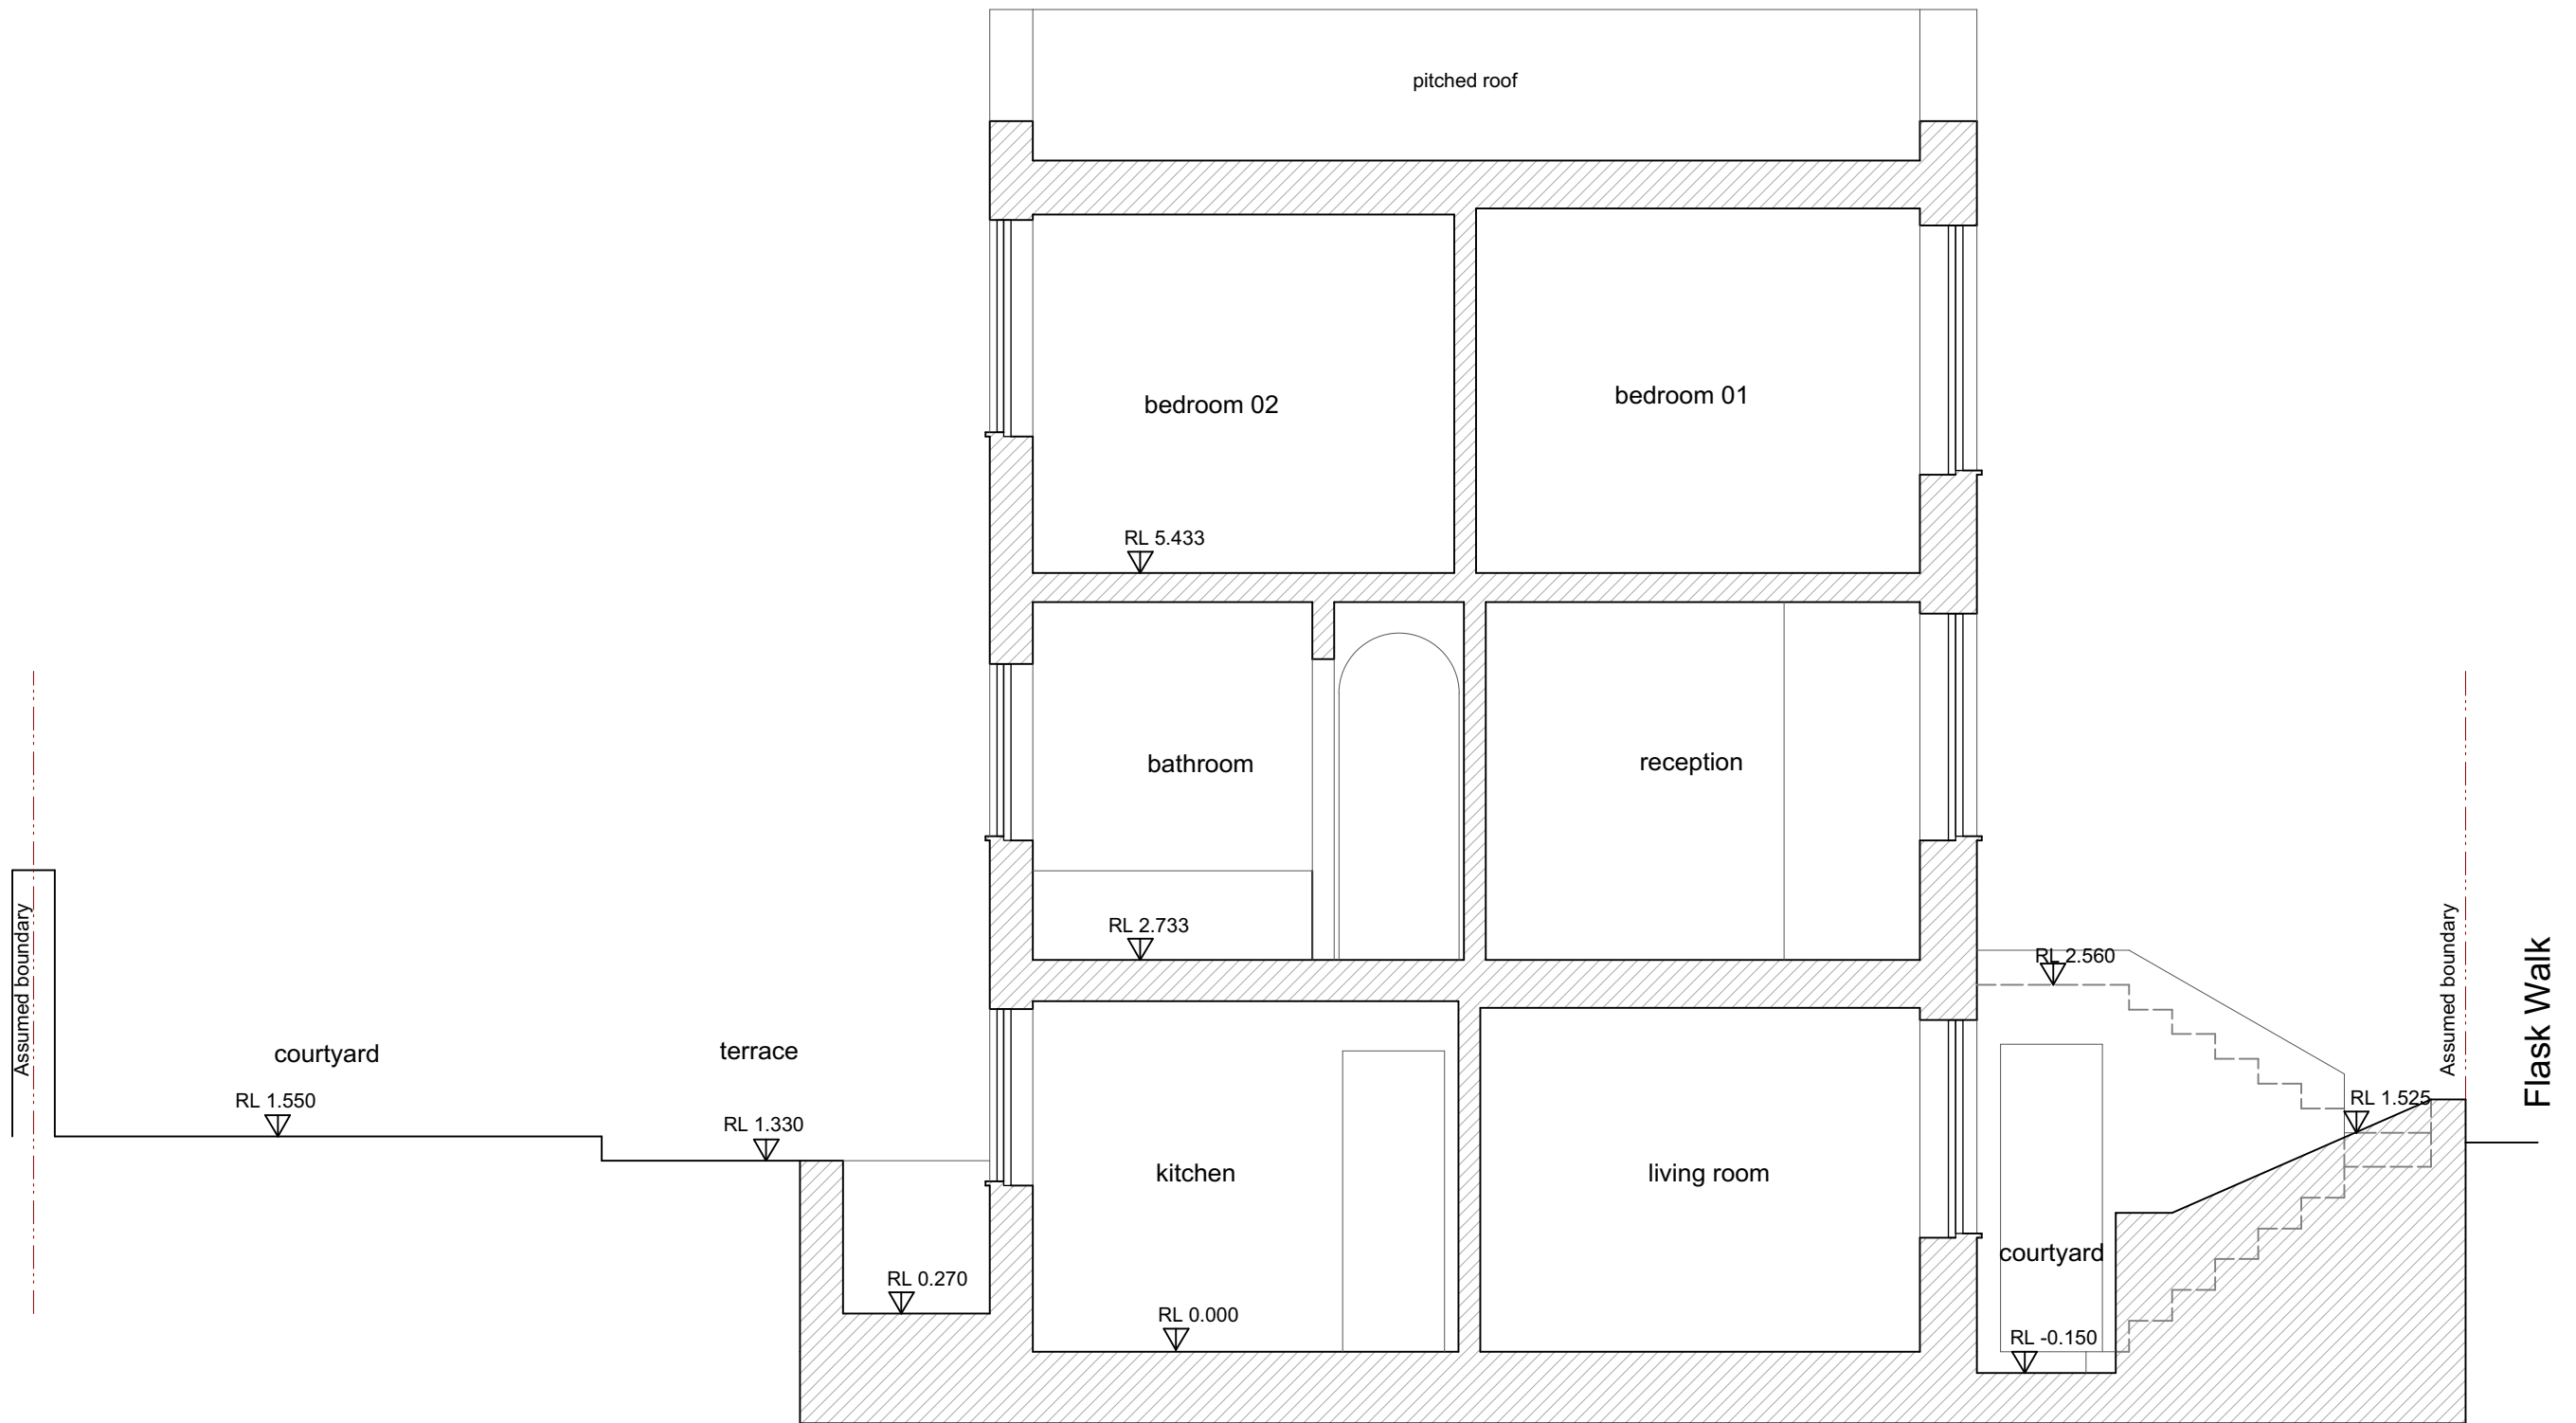 pitched roof
bedroom 02
bedroom 01
RL 5.433
bathroom
reception
RL 2.733
RL 2.560
Assumed boundary
Assumed boundary
Flask Walk
courtyard
terrace
RL 1.550
RL 1.330
RL 1.525
kitchen
living room
courtyard
RL 0.270
RL 0.000
RL -0.150